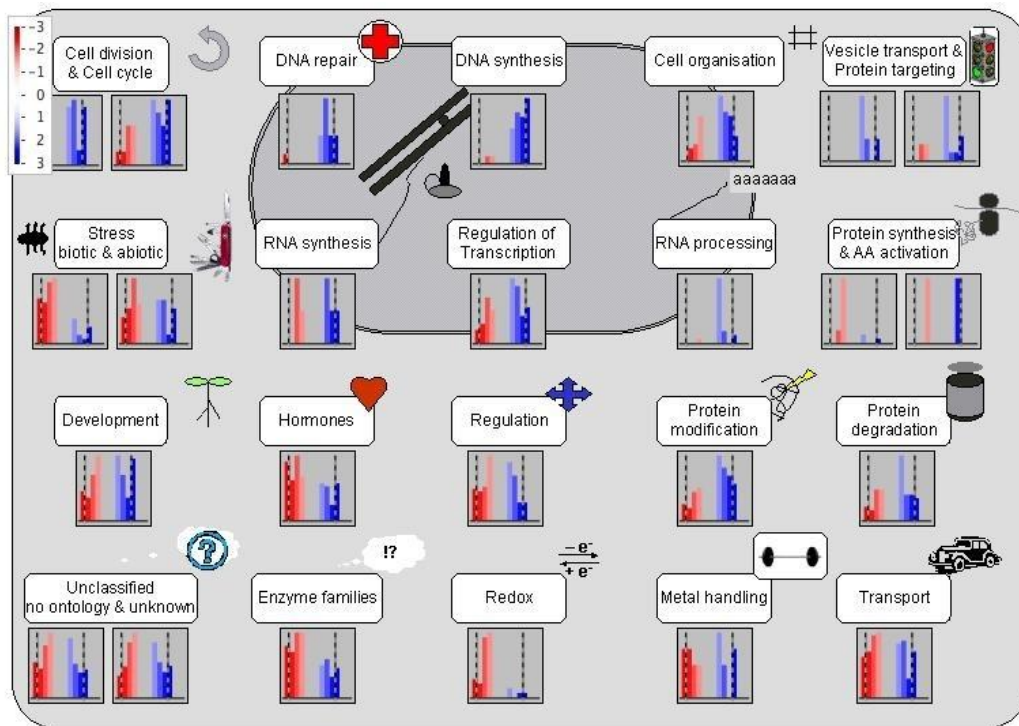 -3
-2
-1
0
1
2
3
Cell division
& Cell cycle
DNA repair
DNA synthesis
Cell organisation
Vesicle transport &
Protein targeting
aaaaaaa
Stress
biotic & abiotic
RNA synthesis
Regulation of
Transcription
RNA processing
Protein synthesis
& AA activation
Development
Hormones
Regulation
Protein
modification
Protein
degradation
?
!?
– e-
+ e-
Unclassified
no ontology & unknown
Enzyme families
Redox
Metal handling
Transport